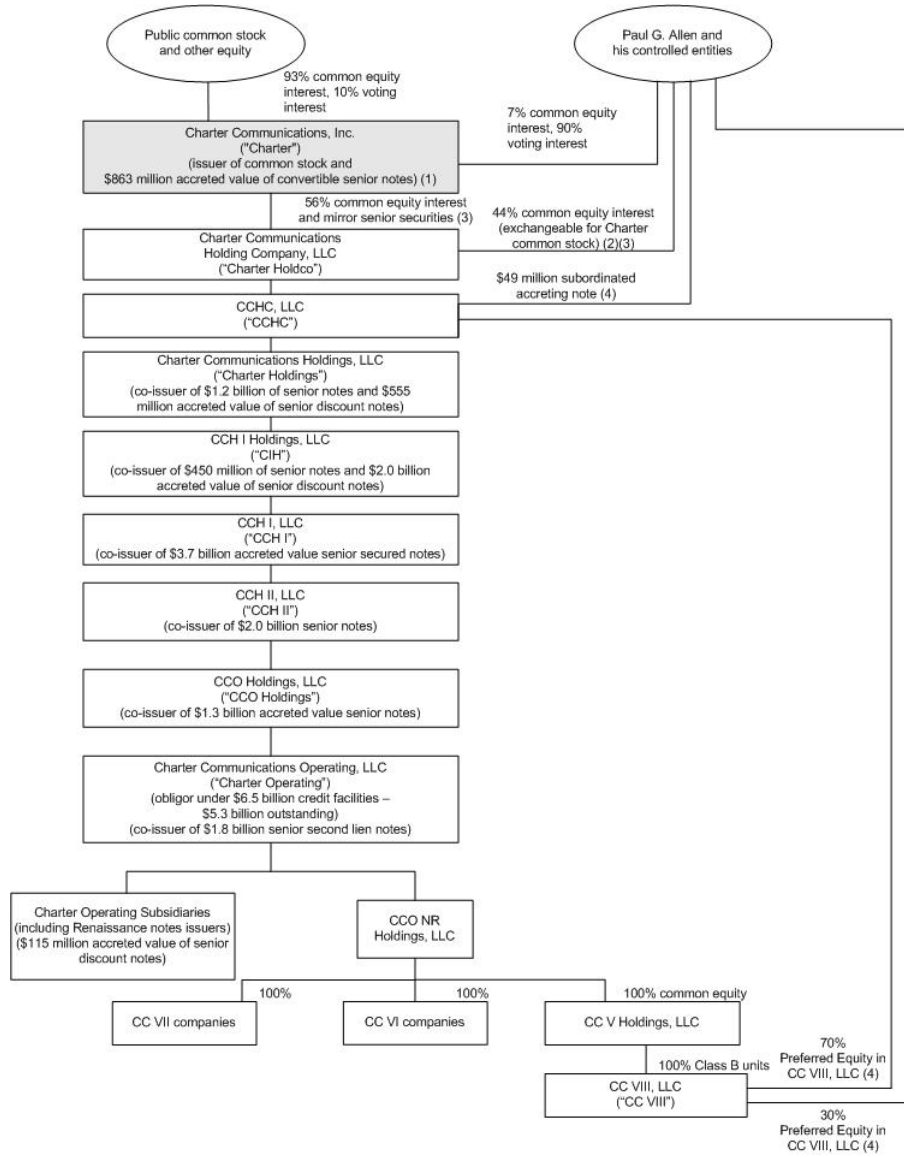 Public common stock
and other equity
Paul G. Allen and
his controlled entities
93% common equity
interest, 10% voting
interest
7% common equity
interest, 90%
voting interest
Charter Communications, Inc.
("Charter")
(issuer of common stock and
$863 million accreted value of convertible senior notes) (1)
56% common equity interest
and mirror senior securities (3)
44% common equity interest
(exchangeable for Charter
common stock) (2)(3)
Charter Communications
Holding Company, LLC
(“Charter Holdco”)
$49 million subordinated
accreting note (4)
CCHC, LLC
(“CCHC”)
Charter Communications Holdings, LLC
(“Charter Holdings”)
(co-issuer of $1.2 billion of senior notes and $555
million accreted value of senior discount notes)
CCH I Holdings, LLC
(“CIH”)
(co-issuer of $450 million of senior notes and $2.0 billion
accreted value of senior discount notes)
CCH I, LLC
(“CCH I”)
(co-issuer of $3.7 billion accreted value senior secured notes)
CCH II, LLC
(“CCH II”)
(co-issuer of $2.0 billion senior notes)
CCO Holdings, LLC
(“CCO Holdings”)
(co-issuer of $1.3 billion accreted value senior notes)
Charter Communications Operating, LLC
(“Charter Operating”)
(obligor under $6.5 billion credit facilities –
$5.3 billion outstanding)
(co-issuer of $1.8 billion senior second lien notes)
Charter Operating Subsidiaries
(including Renaissance notes issuers)
($115 million accreted value of senior
discount notes)
CCO NR
Holdings, LLC
100%
100%
100% common equity
CC VII companies
CC VI companies
CC V Holdings, LLC
100% Class B units
70%
Preferred Equity in
CC VIII, LLC (4)
CC VIII, LLC
(“CC VIII”)
30%
Preferred Equity in
CC VIII, LLC (4)